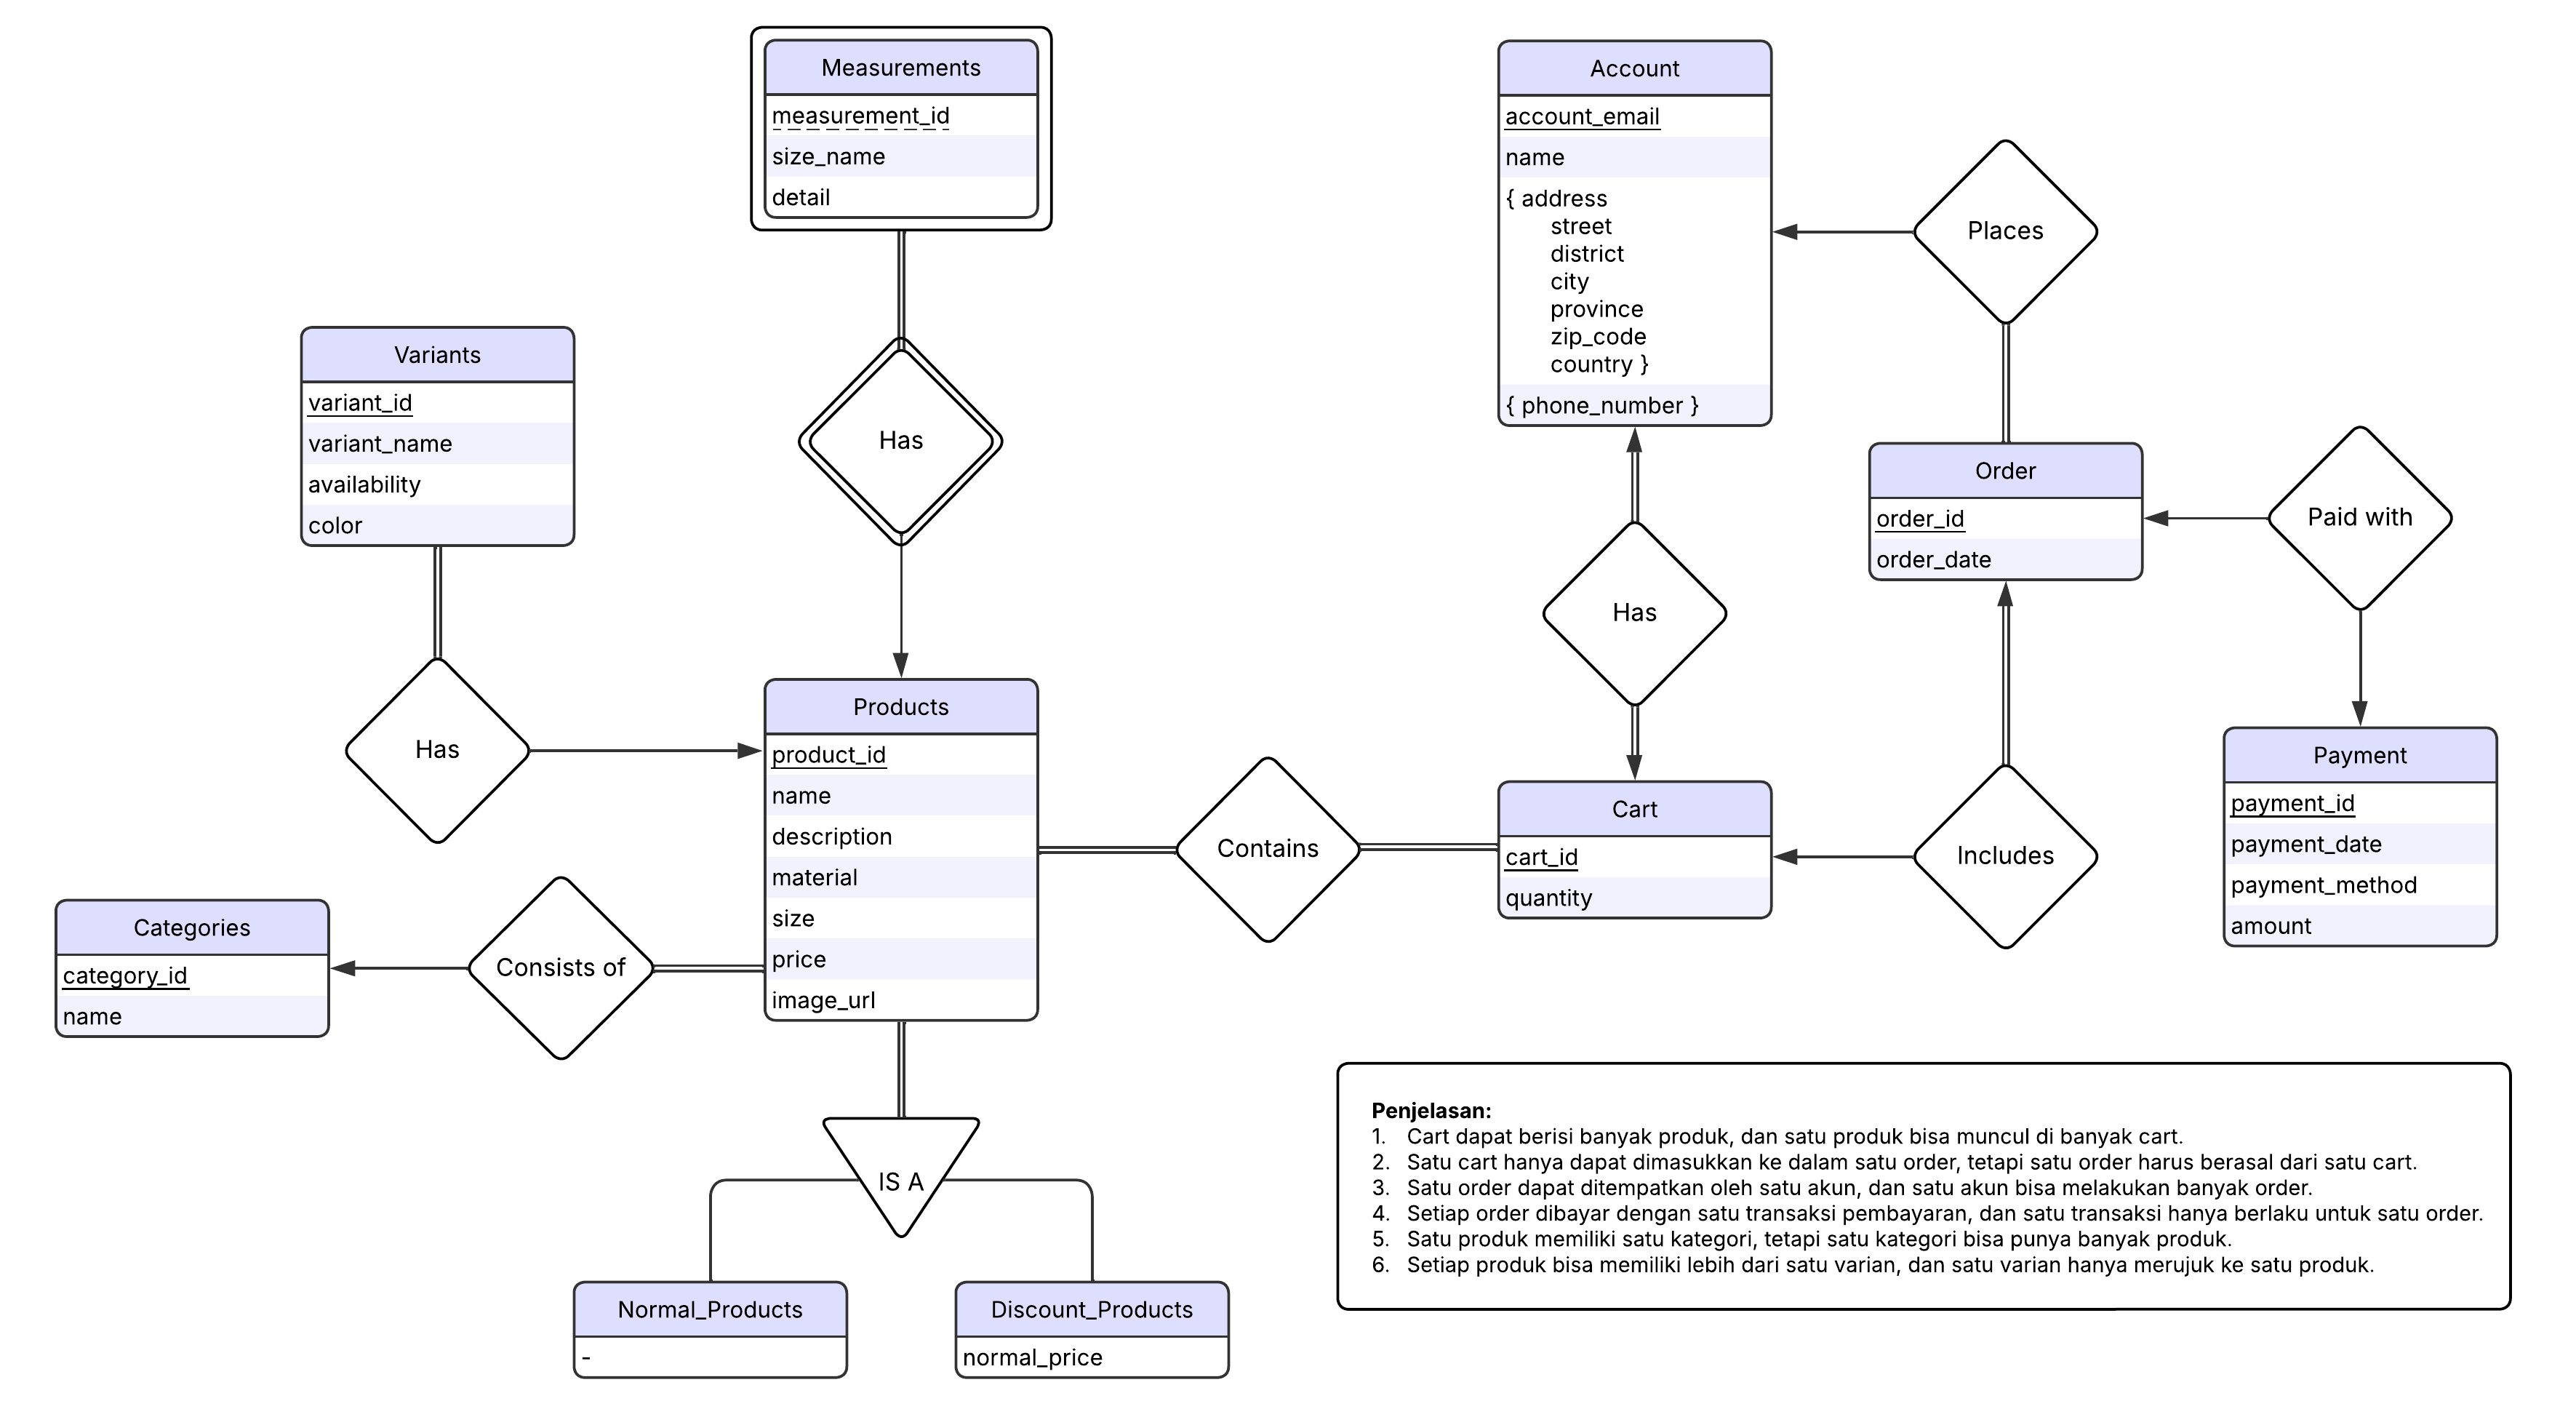 Measurements
measurement_id
size_name
detail
Account
account_email
name
{ address
street
district
city
province
zip_code
country }
{ phone_number }
Places
Variants
variant_id
variant_name
availability
color
Has
Order
order_id
order_date
Paid with
Has
Has
Products
product_id
name
description
material
size
price
image_url
Contains
Cart
cart_id
quantity
Includes
Payment
payment_id
payment_date
payment_method
amount
Categories
category_id
name
Consists of
IS A
Normal_Products
-
Discount_Products
normal_price
Penjelasan:
1. Cart dapat berisi banyak produk, dan satu produk bisa muncul di banyak cart.
2. Satu cart hanya dapat dimasukkan ke dalam satu order, tetapi satu order harus berasal dari satu cart.
3. Satu order dapat ditempatkan oleh satu akun, dan satu akun bisa melakukan banyak order.
4. Setiap order dibayar dengan satu transaksi pembayaran, dan satu transaksi hanya berlaku untuk satu order.
5. Satu produk memiliki satu kategori, tetapi satu kategori bisa punya banyak produk.
6. Setiap produk bisa memiliki lebih dari satu varian, dan satu varian hanya merujuk ke satu produk.